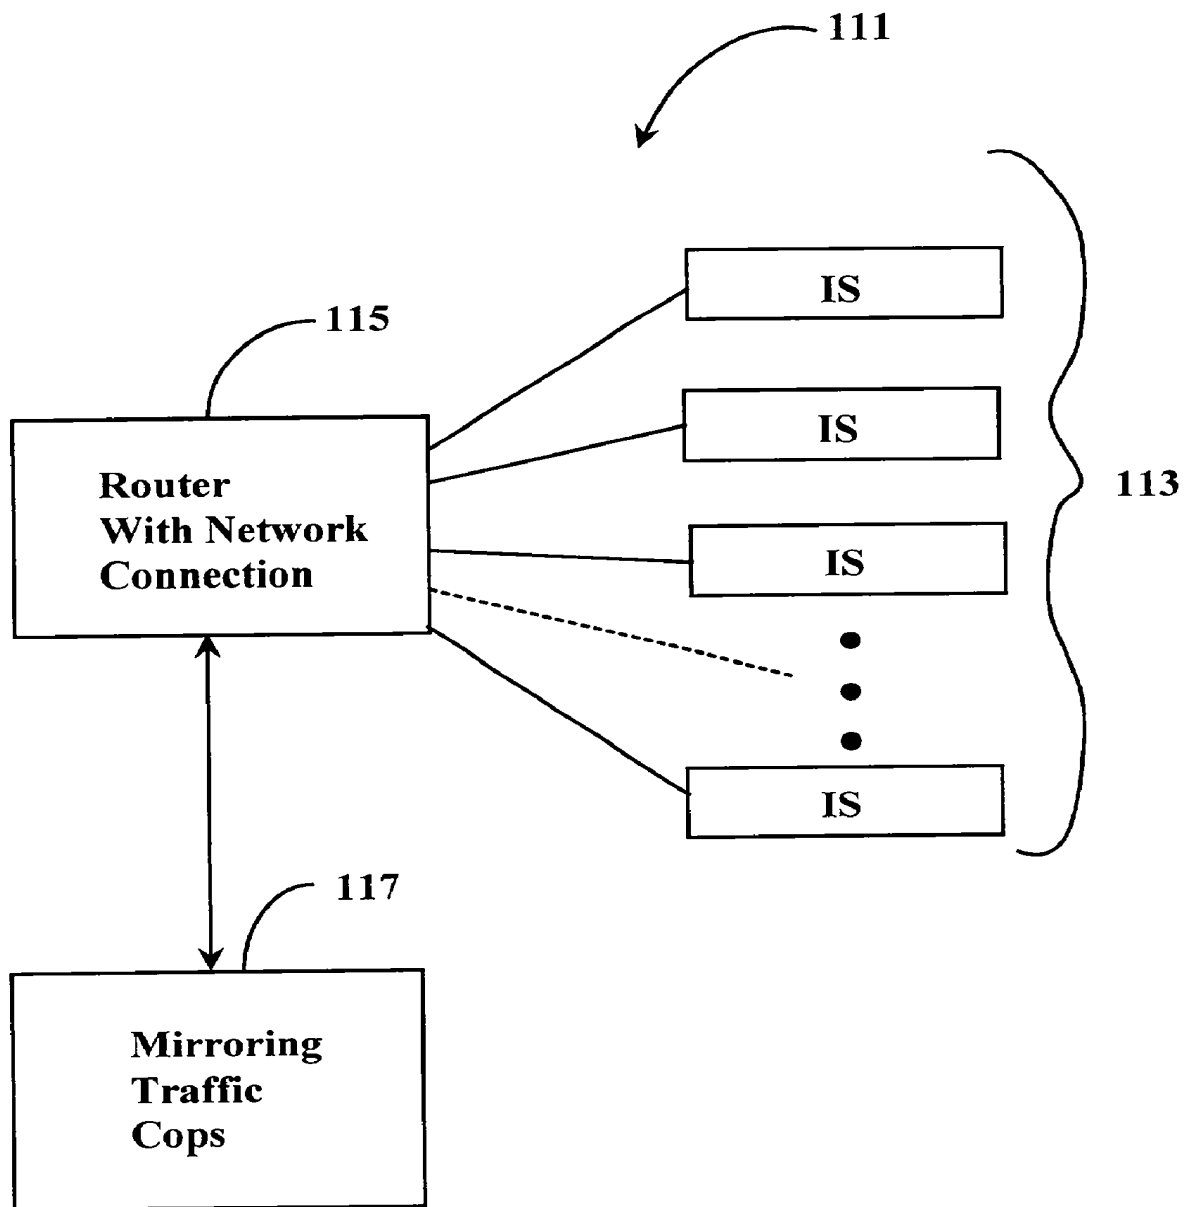 111
IS
115
IS
Router
With Network
Connection
113
IS
IS
117
Mirroring
Traffic
Cops